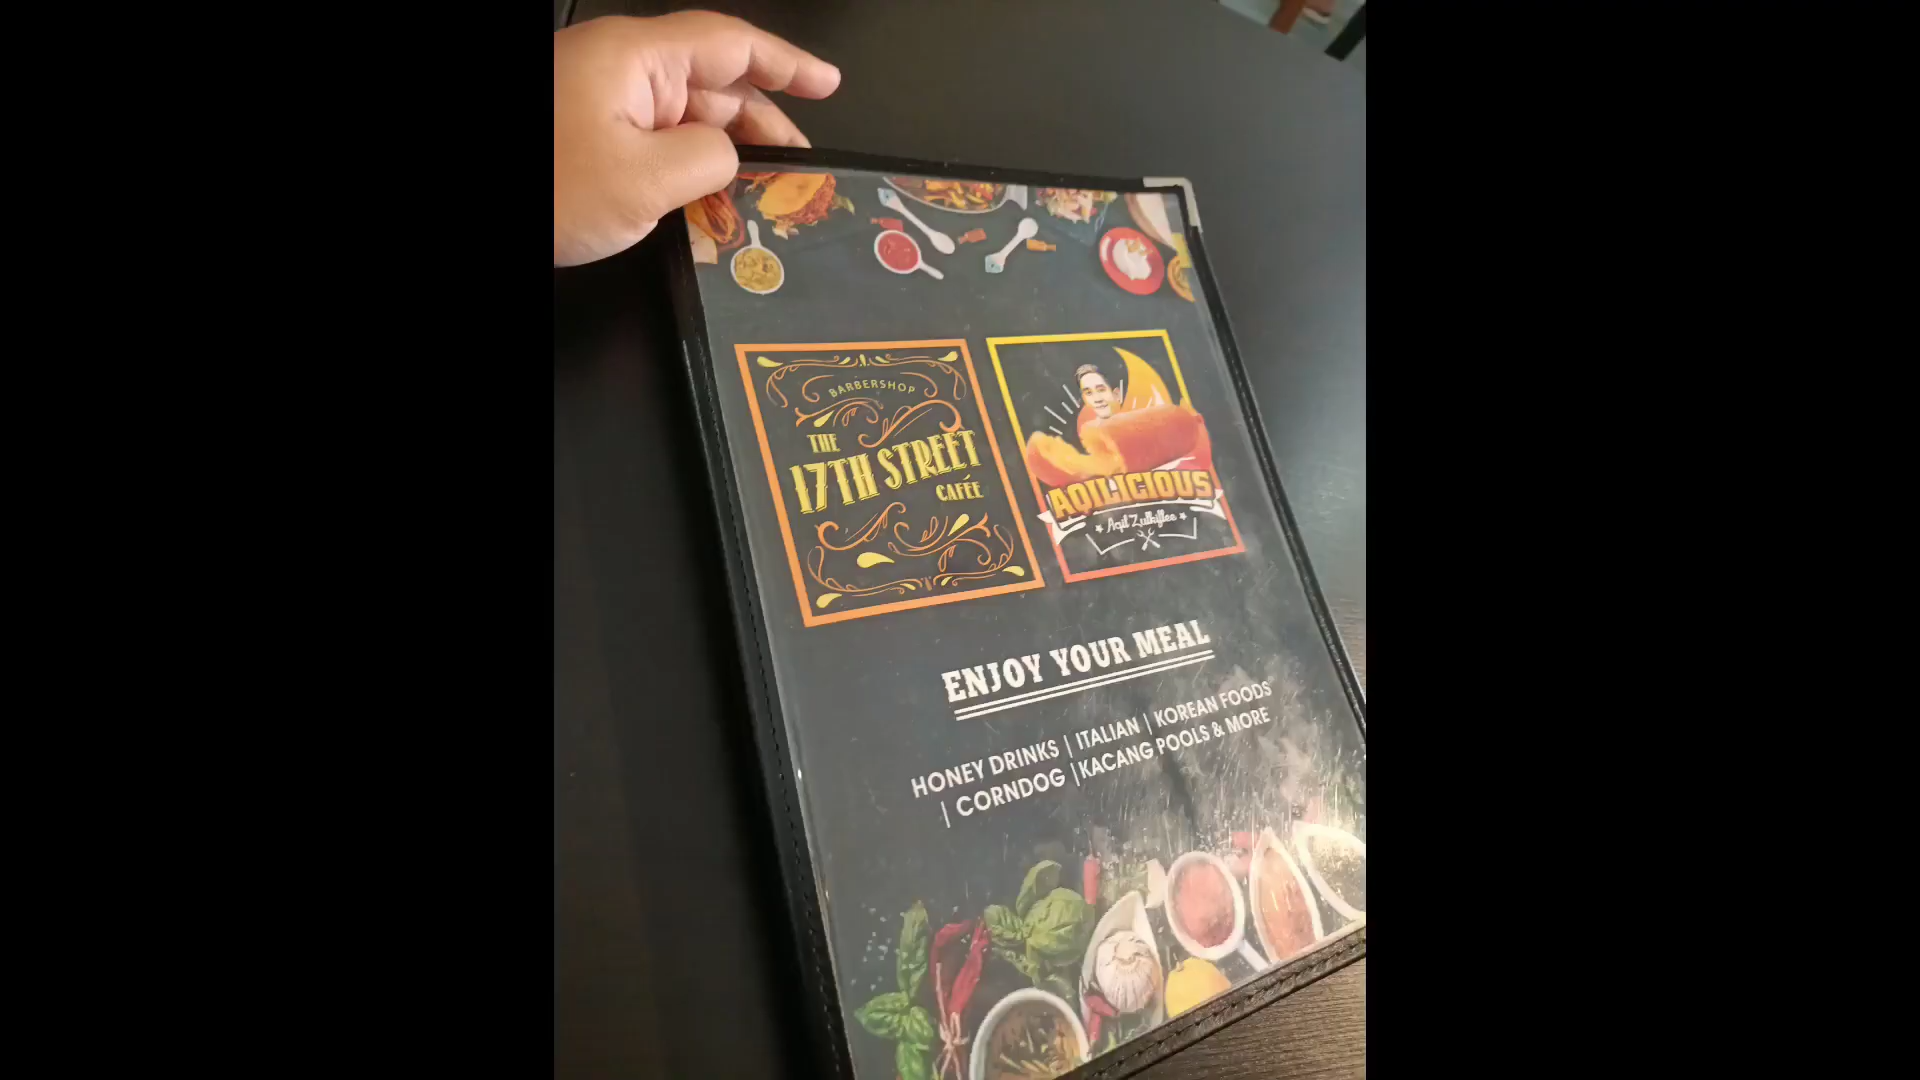 BARBERSHOP
THE
17TH STREET
CAFÉE
AQILICIOUS
Aqil Zulkiflee
ENJOY YOUR MEAL
HONEY DRINKS | ITALIAN | KOREAN FOODS
| CORNDOG |KACANG POOLS & MORE